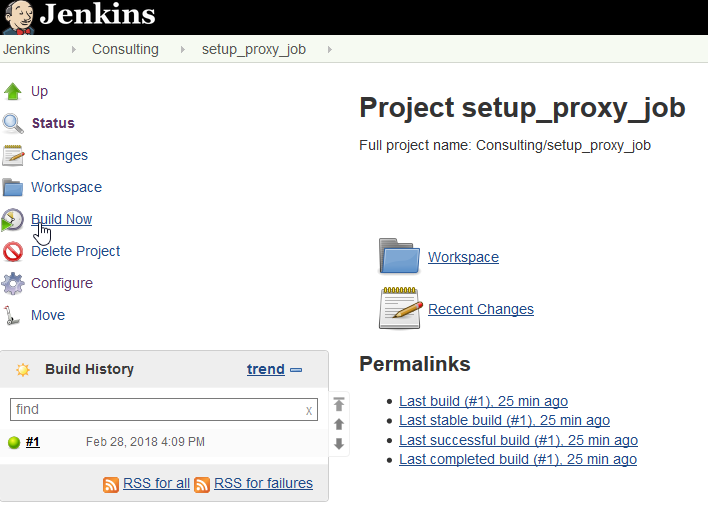 Jenkins
Jenkins Consulting setup_proxy_job
Up
Status
Changes
Workspace
Build Now
Delete Project
Configure
Move
Build History trend
find x
#1 Feb 28, 2018 4:09 PM
RSS for all RSS for failures
Project setup_proxy_job
Full project name: Consulting/setup_proxy_job
Workspace
Recent Changes
Permalinks
Last build (#1), 25 min ago
Last stable build (#1), 25 min ago
Last successful build (#1), 25 min ago
Last completed build (#1), 25 min ago